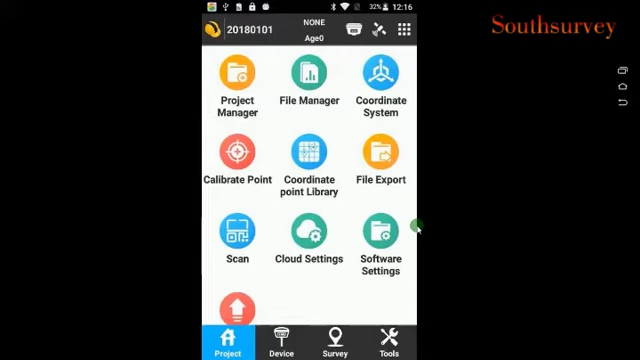 Southsurvey
32% 12:16
20180101
NONE
Age0
Project
Manager
File Manager
Coordinate
System
Calibrate Point
Coordinate
point Library
File Export
Scan
Cloud Settings
Software
Settings
Project
Device
Survey
Tools